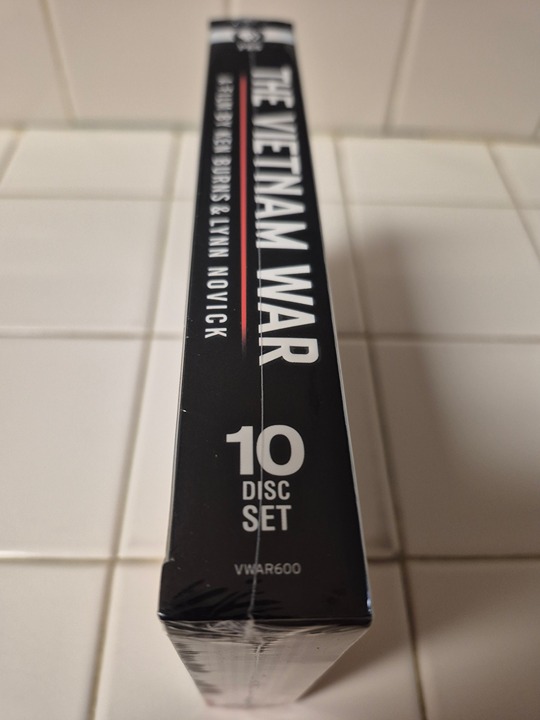 THE VIETNAM WAR
A FILM BY KEN BURNS & LYNN NOVICK
10
DISC
SET
VWAR600